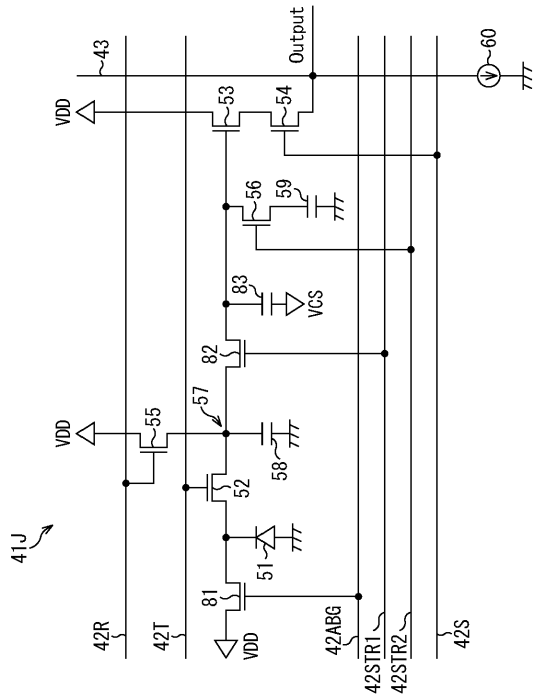 41J
42R
42T
VDD
43
Output
VDD
55
57
53
54
56
59
60
83
VCS
82
58
52
51
81
VDD
42ABG
42STR1
42STR2
42S